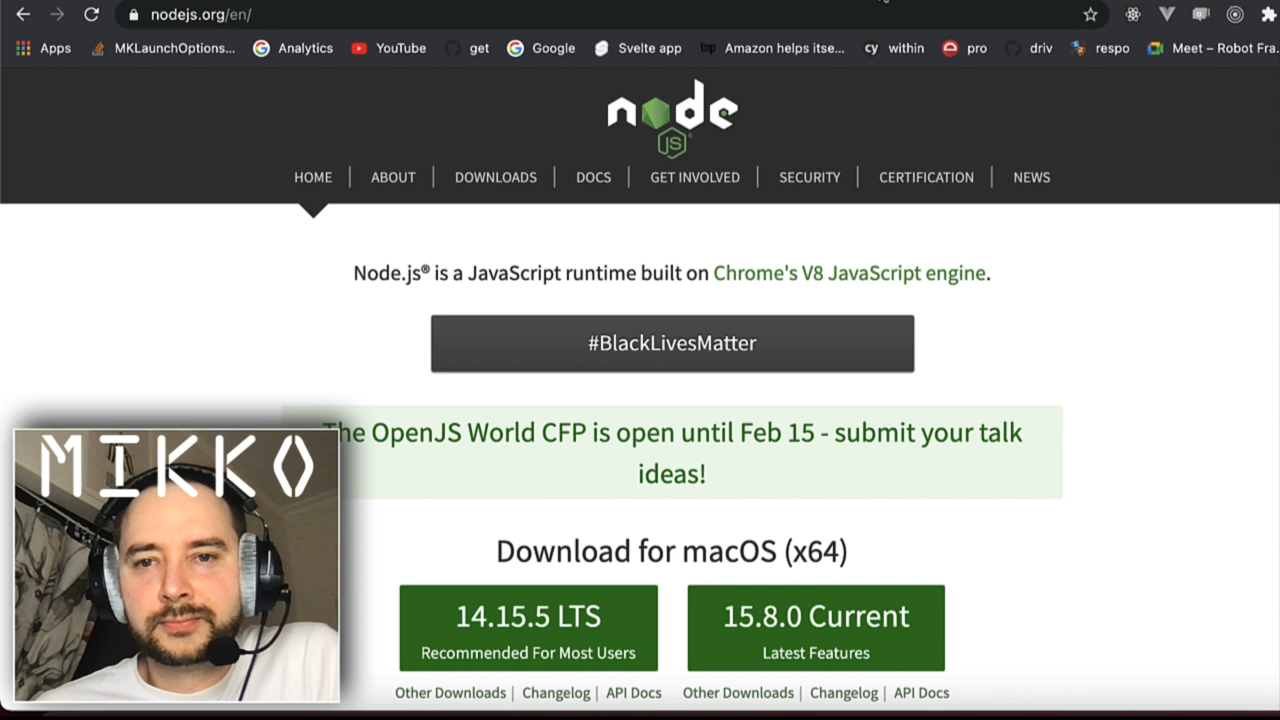 nodejs.org/en/
Apps MKLaunchOptions... Analytics YouTube get Google Svelte app Amazon helps itse... cy within pro driv respo Meet – Robot Fra...
node
JS
HOME ABOUT DOWNLOADS DOCS GET INVOLVED SECURITY CERTIFICATION NEWS
Node.js® is a JavaScript runtime built on Chrome's V8 JavaScript engine.
#BlackLivesMatter
The OpenJS World CFP is open until Feb 15 - submit your talk
ideas!
MIKKO
Download for macOS (x64)
14.15.5 LTS
Recommended For Most Users
15.8.0 Current
Latest Features
Other Downloads | Changelog | API Docs
Other Downloads | Changelog | API Docs